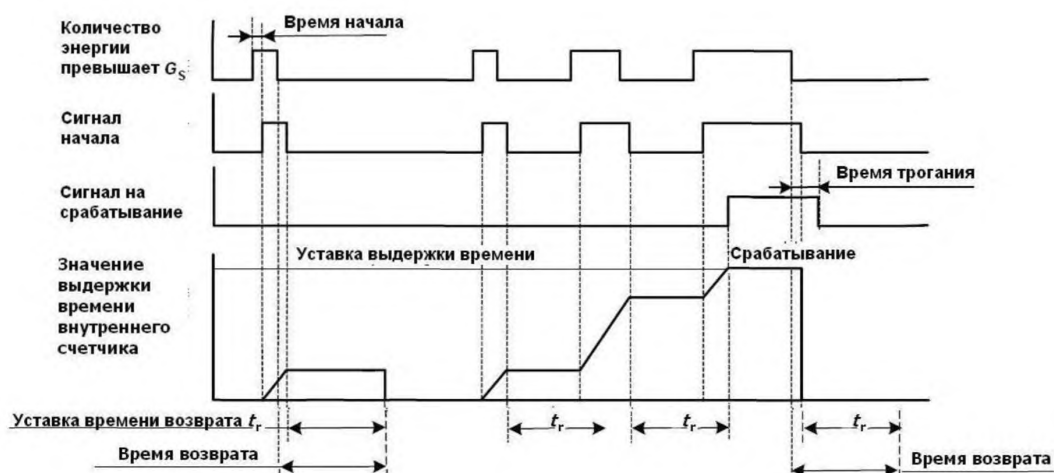 Количество
энергии
превышает G_S
Время начала
Сигнал
начала
Сигнал на
срабатывание
Время трогания
Значение
выдержки
времени
внутреннего
счетчика
Уставка выдержки времени
Срабатывание
Уставка времени возврата t_r
t_r
t_r
t_r
Время возврата
Время возврата